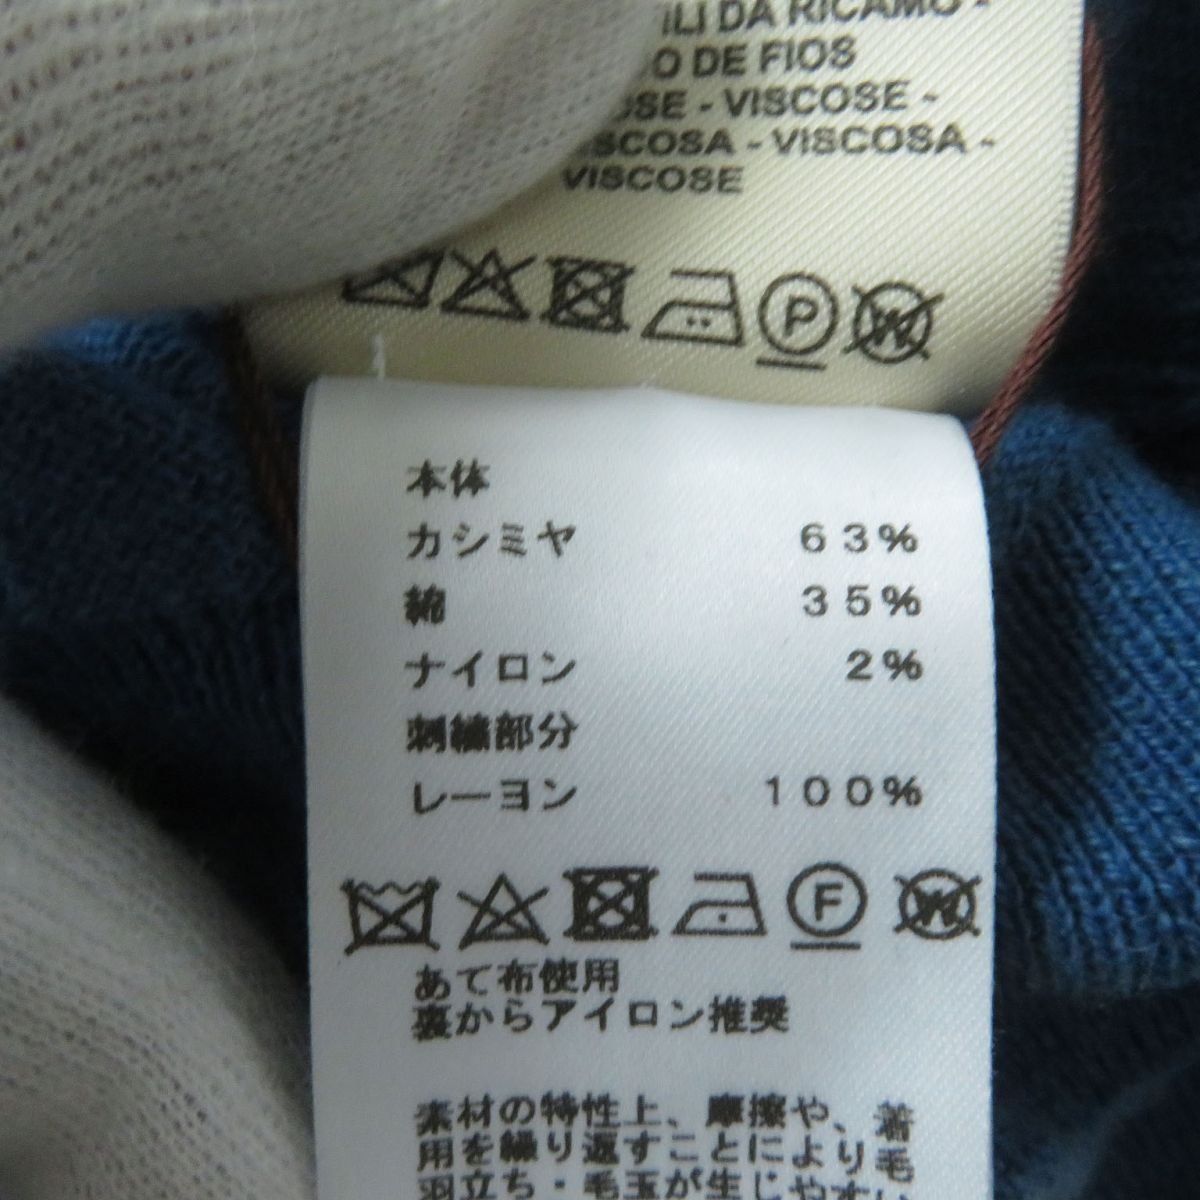 DA RICAMO -
DE FIOS
- VISCOSE -
- VISCOSA -
VISCOSE
P
W
本体
カシミヤ 63%
綿 35%
ナイロン 2%
刺繍部分
レーヨン 100%
F
W
あて布使用
裏からアイロン推奨
素材の特性上、摩擦や、着
用を繰り返すことにより毛
羽立ち・毛玉が生じやすい